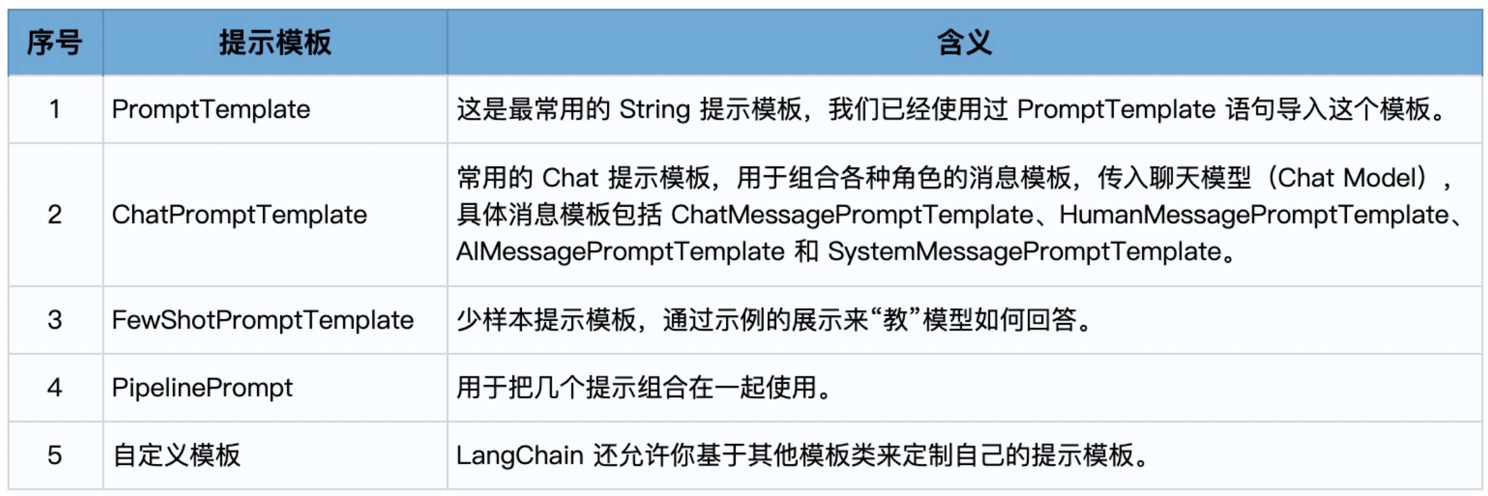 序号 提示模板 含义
1 PromptTemplate 这是最常用的 String 提示模板，我们已经使用过 PromptTemplate 语句导入这个模板。
2 ChatPromptTemplate 常用的 Chat 提示模板，用于组合各种角色的消息模板，传入聊天模型（Chat Model），
具体消息模板包括 ChatMessagePromptTemplate、HumanMessagePromptTemplate、
AIMessagePromptTemplate 和 SystemMessagePromptTemplate。
3 FewShotPromptTemplate 少样本提示模板，通过示例的展示来“教”模型如何回答。
4 PipelinePrompt 用于把几个提示组合在一起使用。
5 自定义模板 LangChain 还允许你基于其他模板类来定制自己的提示模板。